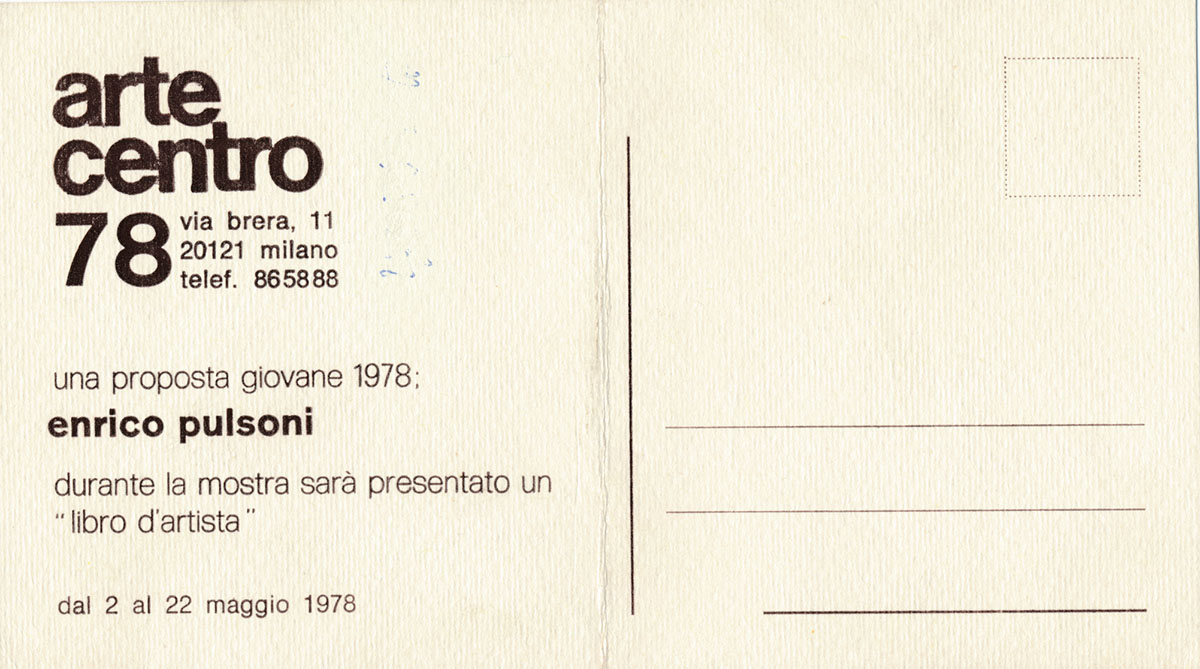 arte
centro
78
via brera, 11
20121 milano
telef. 865888
una proposta giovane 1978;
enrico pulsoni
durante la mostra sarà presentato un
"libro d'artista"
dal 2 al 22 maggio 1978